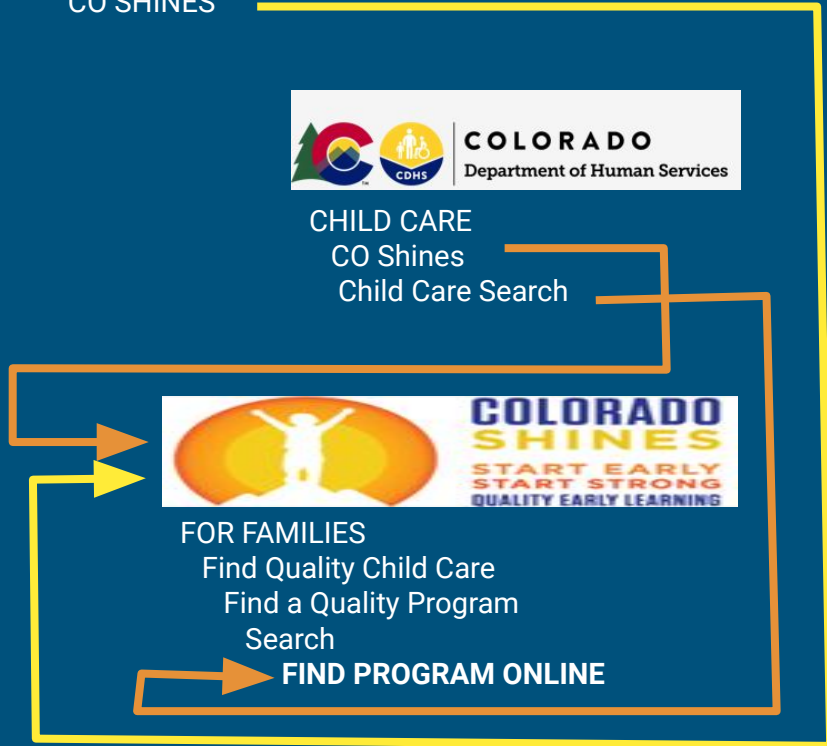 CO SHINES
COLORADO
Department of Human Services
CDHS
TM
CHILD CARE
CO Shines
Child Care Search
COLORADO
SHINES
START EARLY
START STRONG
QUALITY EARLY LEARNING
FOR FAMILIES
Find Quality Child Care
Find a Quality Program
Search
FIND PROGRAM ONLINE